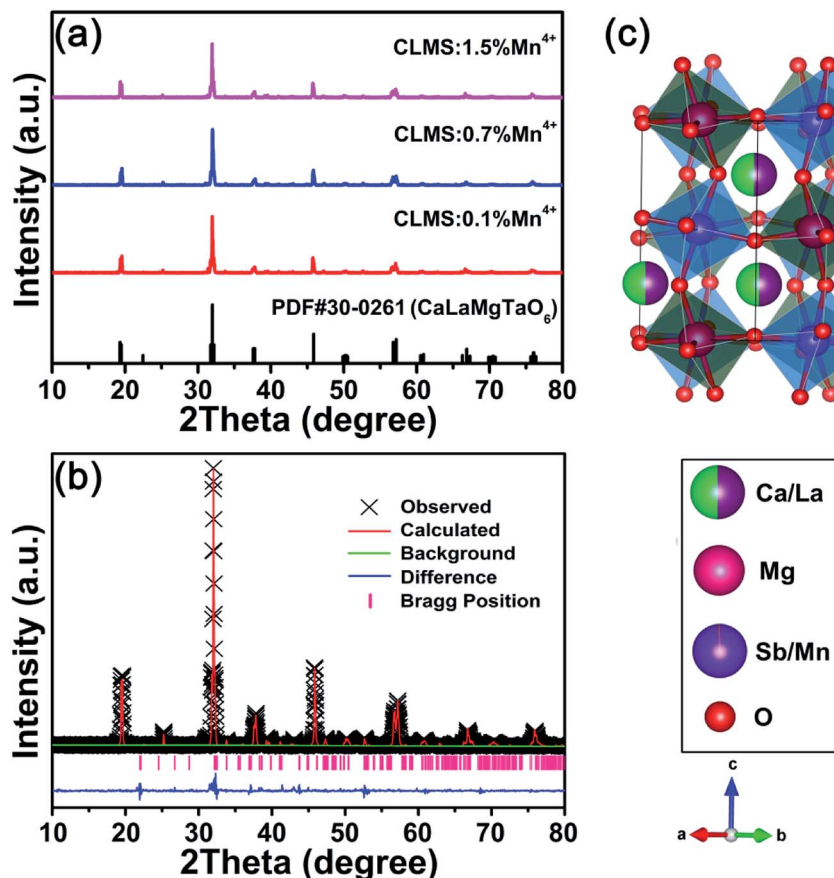 (a)
CLMS:1.5%Mn⁴⁺
CLMS:0.7%Mn⁴⁺
CLMS:0.1%Mn⁴⁺
PDF#30-0261 (CaLaMgTaO₆)
Intensity (a.u.)
10 20 30 40 50 60 70 80
2Theta (degree)
(b)
Observed
Calculated
Background
Difference
Bragg Position
Intensity (a.u.)
10 20 30 40 50 60 70 80
2Theta (degree)
(c)
Ca/La
Mg
Sb/Mn
O
c
a b